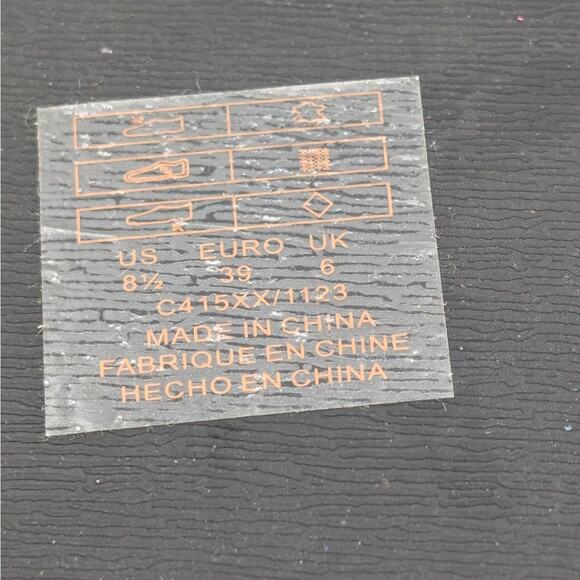 US EURO UK
8½ 39 6
C415XX/1123
MADE IN CHINA
FABRIQUE EN CHINE
HECHO EN CHINA